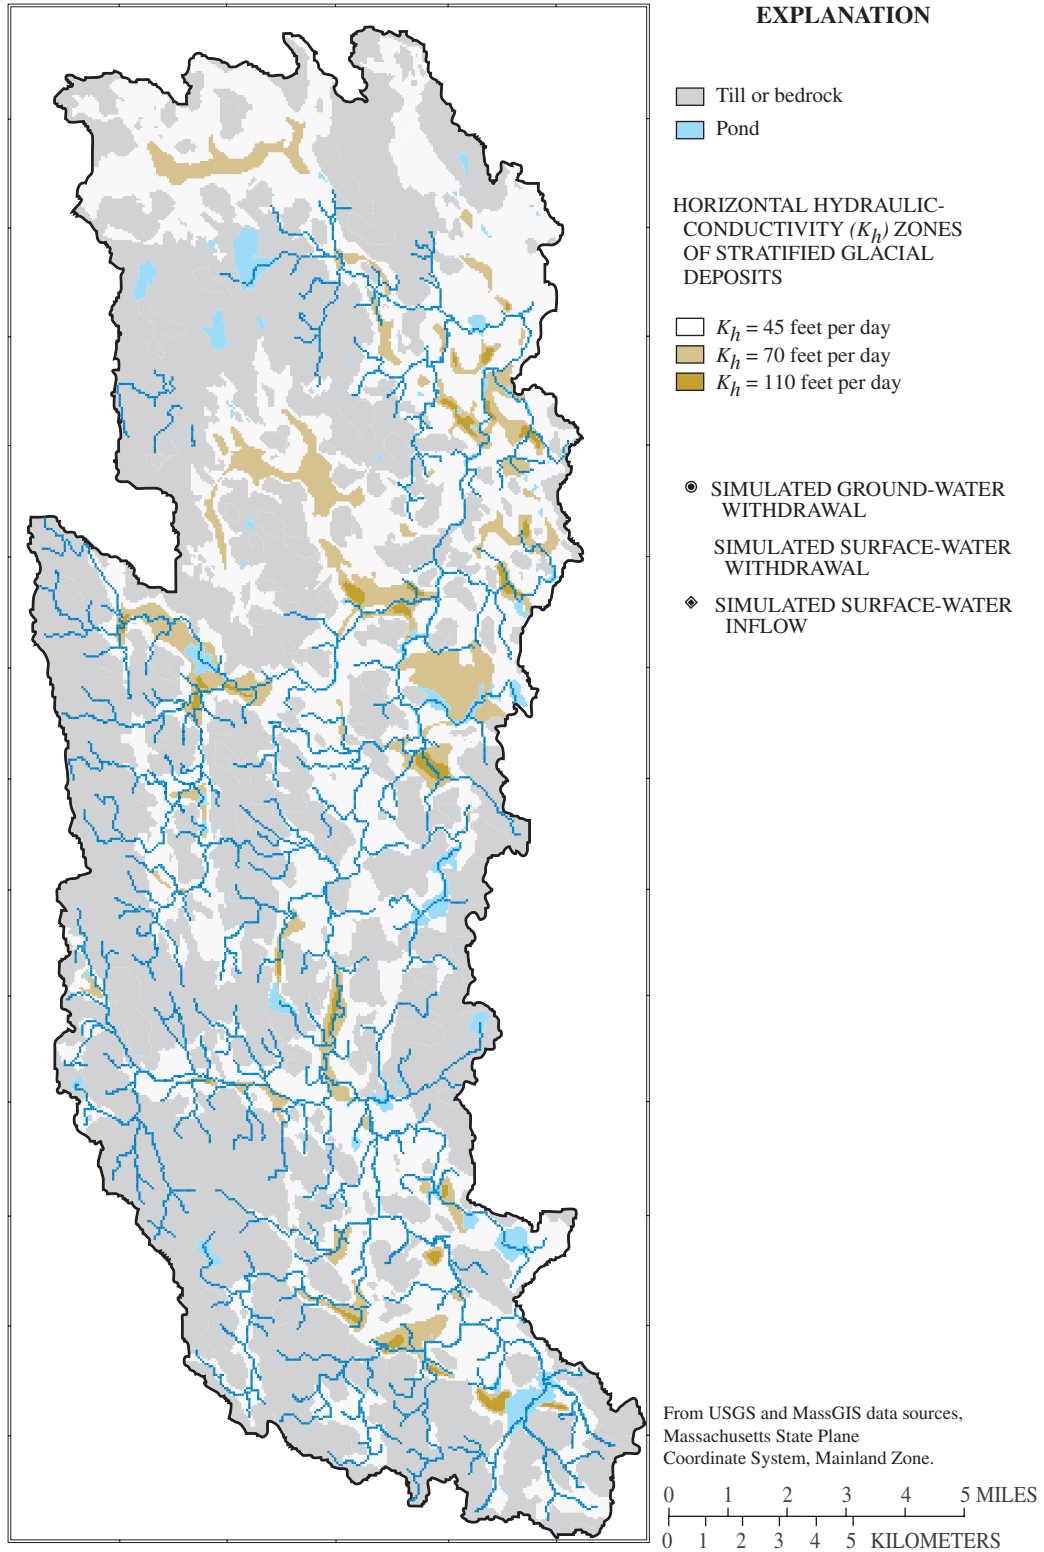 EXPLANATION
Till or bedrock
Pond
HORIZONTAL HYDRAULIC-
CONDUCTIVITY (Kh) ZONES
OF STRATIFIED GLACIAL
DEPOSITS
Kh = 45 feet per day
Kh = 70 feet per day
Kh = 110 feet per day
SIMULATED GROUND-WATER
WITHDRAWAL
SIMULATED SURFACE-WATER
WITHDRAWAL
SIMULATED SURFACE-WATER
INFLOW
From USGS and MassGIS data sources,
Massachusetts State Plane
Coordinate System, Mainland Zone.
0 1 2 3 4 5 MILES
0 1 2 3 4 5 KILOMETERS